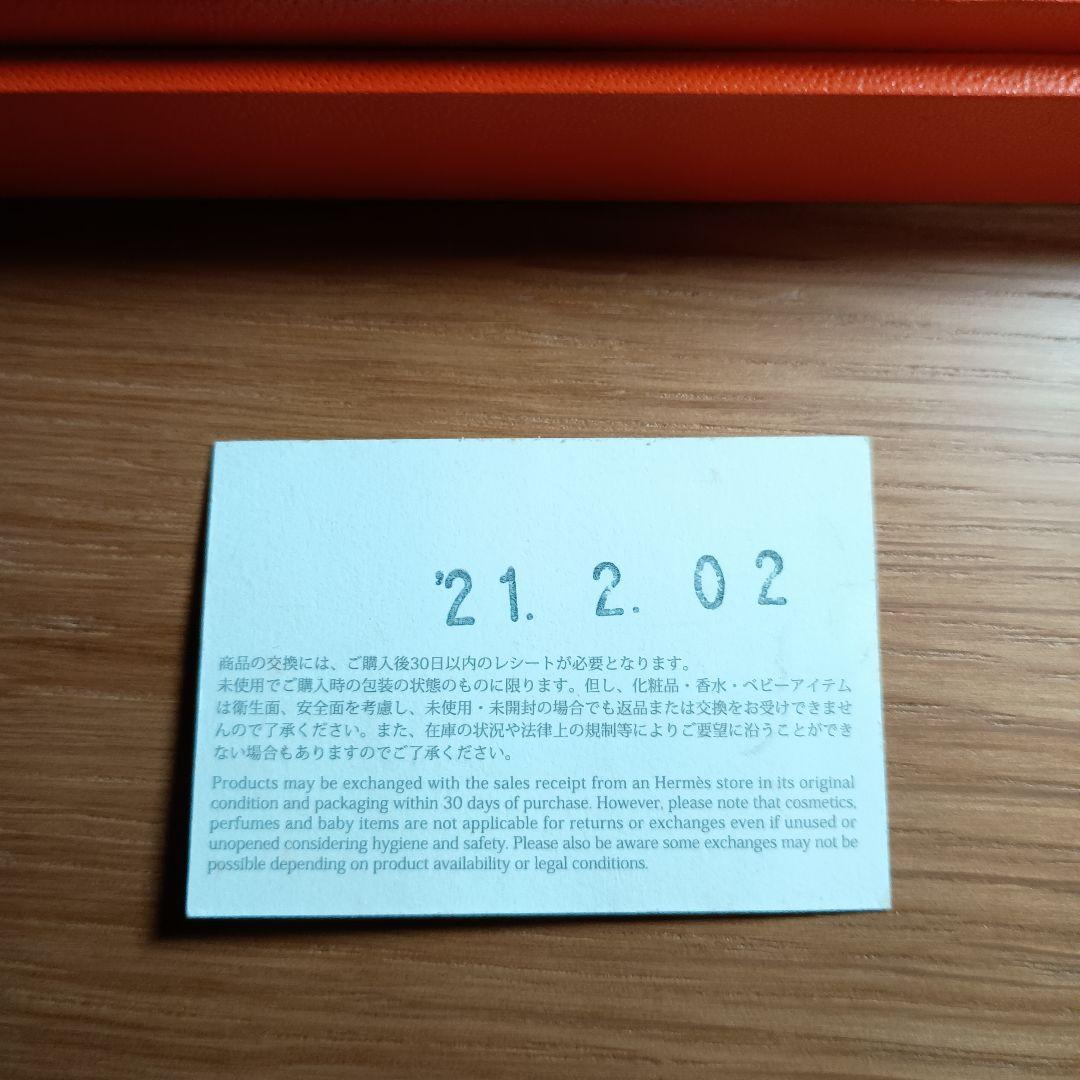 '21. 2. 02
商品の交換には、ご購入後30日以内のレシートが必要となります。
未使用でご購入時の包装の状態のものに限ります。但し、化粧品・香水・ベビーアイテム
は衛生面、安全面を考慮し、未使用・未開封の場合でも返品または交換をお受けできませ
んので了承ください。また、在庫の状況や法律上の規制等によりご要望に沿うことができ
ない場合もありますのでご了承ください。
Products may be exchanged with the sales receipt from an Hermès store in its original
condition and packaging within 30 days of purchase. However, please note that cosmetics,
perfumes and baby items are not applicable for returns or exchanges even if unused or
unopened considering hygiene and safety. Please also be aware some exchanges may not be
possible depending on product availability or legal conditions.